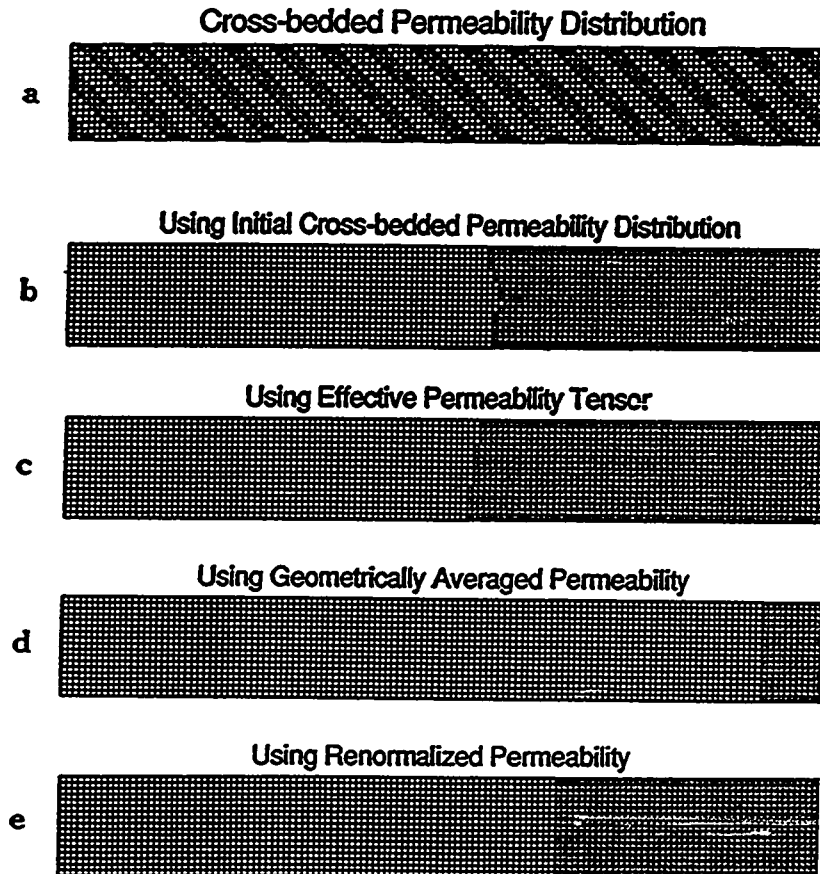 Cross-bedded Permeability Distribution
a
Using Initial Cross-bedded Permeability Distribution
b
Using Effective Permeability Tensor
c
Using Geometrically Averaged Permeability
d
Using Renormalized Permeability
e